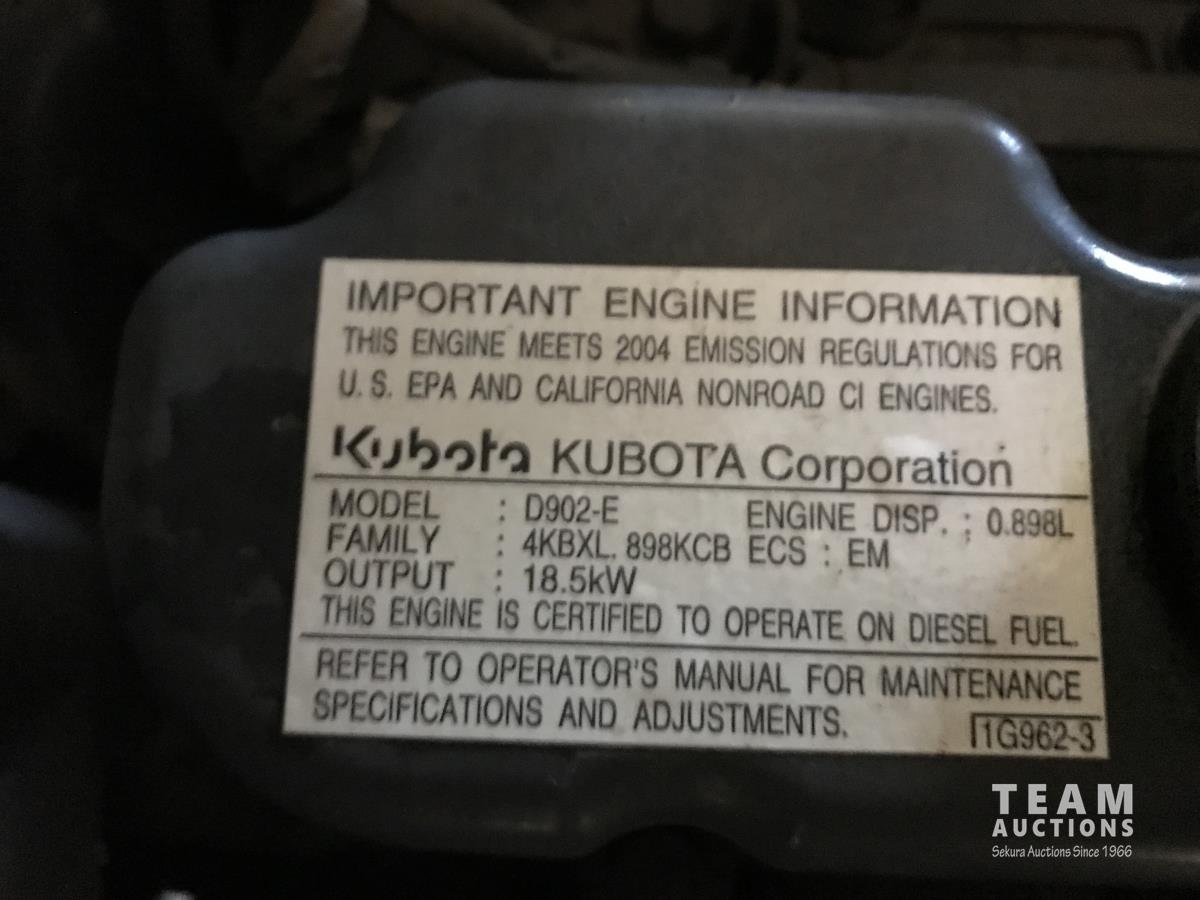 IMPORTANT ENGINE INFORMATION
THIS ENGINE MEETS 2004 EMISSION REGULATIONS FOR
U. S. EPA AND CALIFORNIA NONROAD CI ENGINES.
Kubota KUBOTA Corporation
MODEL : D902-E ENGINE DISP. ; 0.898L
FAMILY : 4KBXL. 898KCB ECS : EM
OUTPUT : 18.5kW
THIS ENGINE IS CERTIFIED TO OPERATE ON DIESEL FUEL.
REFER TO OPERATOR'S MANUAL FOR MAINTENANCE
SPECIFICATIONS AND ADJUSTMENTS.
1G962-3
TEAM
AUCTIONS
Sekura Auctions Since 1966